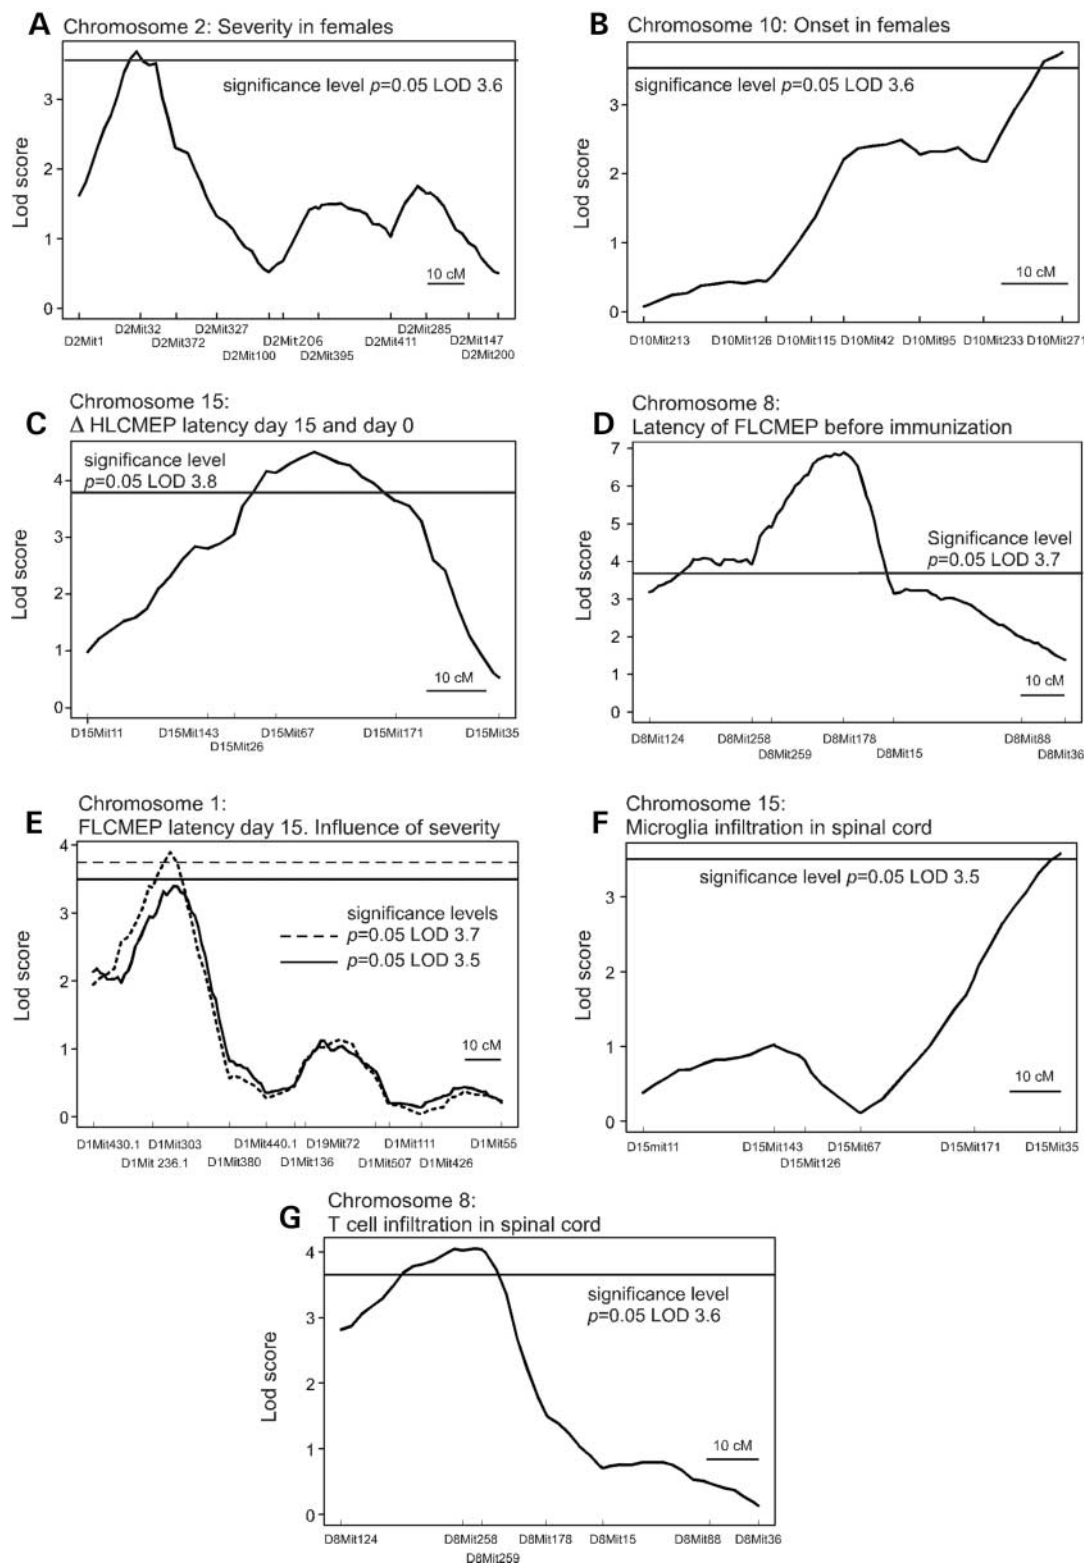 A Chromosome 2: Severity in females
significance level p=0.05 LOD 3.6
Lod score
3
2
1
0
10 cM
D2Mit1 D2Mit32 D2Mit372 D2Mit327 D2Mit100 D2Mit206 D2Mit395 D2Mit411 D2Mit285 D2Mit147 D2Mit200
B Chromosome 10: Onset in females
significance level p=0.05 LOD 3.6
Lod score
3
2
1
0
10 cM
D10Mit213 D10Mit126 D10Mit115 D10Mit42 D10Mit95 D10Mit233 D10Mit271
Chromosome 15:
C Δ HLCMEP latency day 15 and day 0
significance level
p=0.05 LOD 3.8
Lod score
4
3
2
1
0
10 cM
D15Mit11 D15Mit143 D15Mit67 D15Mit171 D15Mit35
D15Mit26
Chromosome 8:
D Latency of FLCMEP before immunization
Significance level
p=0.05 LOD 3.7
Lod score
7
6
5
4
3
2
1
0
10 cM
D8Mit124 D8Mit258 D8Mit178 D8Mit88
D8Mit259 D8Mit15 D8Mit36
Chromosome 1:
E FLCMEP latency day 15. Influence of severity
significance levels
p=0.05 LOD 3.7
p=0.05 LOD 3.5
Lod score
4
3
2
1
0
10 cM
D1Mit430.1 D1Mit303 D1Mit440.1 D19Mit72 D1Mit111 D1Mit55
D1Mit 236.1 D1Mit380 D1Mit136 D1Mit507 D1Mit426
Chromosome 15:
F Microglia infiltration in spinal cord
significance level p=0.05 LOD 3.5
Lod score
3
2
1
0
10 cM
D15mit11 D15Mit143 D15Mit67 D15Mit171 D15Mit35
D15Mit126
Chromosome 8:
G T cell infiltration in spinal cord
significance level
p=0.05 LOD 3.6
Lod score
4
3
2
1
0
10 cM
D8Mit124 D8Mit258 D8Mit178 D8Mit15 D8Mit88 D8Mit36
D8Mit259